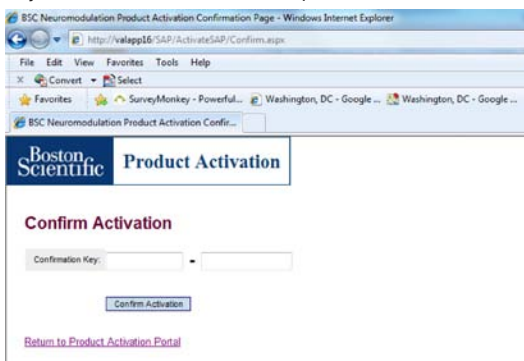 BSC Neuromodulation Product Activation Confirmation Page - Windows Internet Explorer
http://valapp16/SAP/ActivateSAP/Confirm.aspx
File Edit View Favorites Tools Help
x Convert Select
Favorites SurveyMonkey - Powerful... Washington, DC - Google ... Washington, DC - Google ...
BSC Neuromodulation Product Activation Confir...
Boston Scientific Product Activation
Confirm Activation
Confirmation Key: -
Confirm Activation
Return to Product Activation Portal